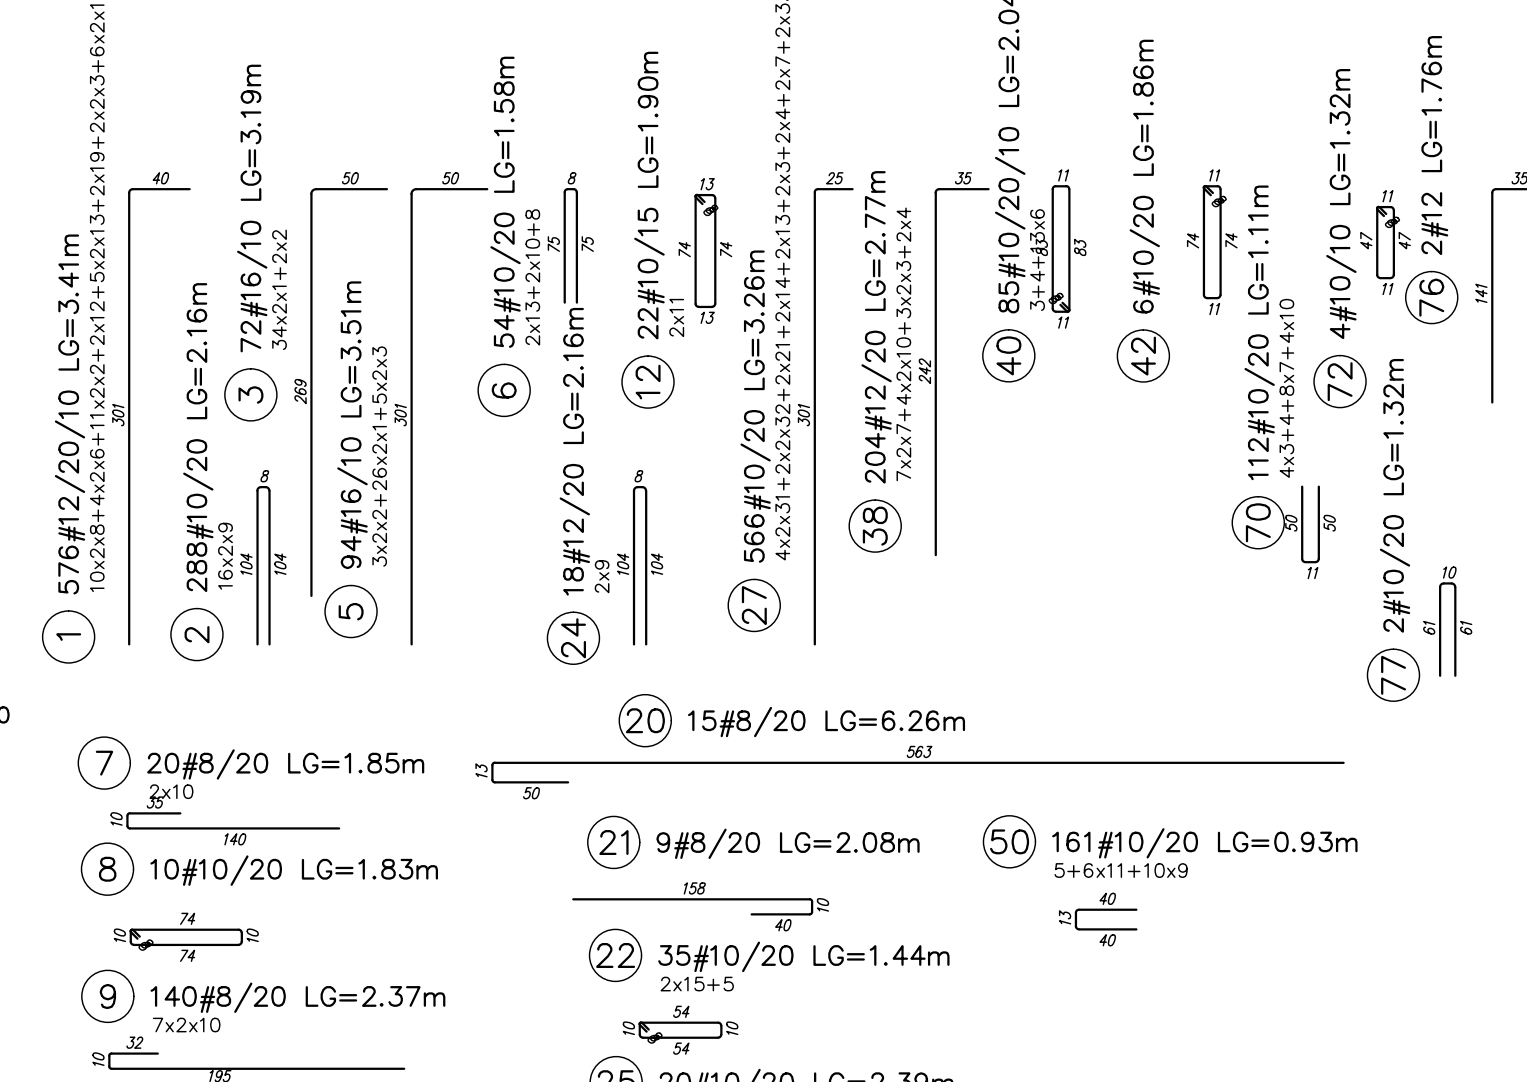 1
576#12/20/10 LG=3.41m
10x2x8+4x2x6+11x2x2+2x12+5x2x13+2x19+2x2x3+6x2x1
40
301
2
288#10/20 LG=2.16m
16x2x9
8
104
104
3
72#16/10 LG=3.19m
34x2x1+2x2
50
269
5
94#16/10 LG=3.51m
3x2x2+26x2x1+5x2x3
50
301
6
54#10/20 LG=1.58m
2x13+2x10+8
8
75
75
24
18#12/20 LG=2.16m
2x9
8
104
104
12
22#10/15 LG=1.90m
2x11
13
74
74
13
27
566#10/20 LG=3.26m
4x2x31+2x2x32+2x21+2x14+2x13+2x3+2x4+2x7+2x3
25
301
38
204#12/20 LG=2.77m
7x2x7+4x2x10+3x2x3+2x4
35
242
40
85#10/20/10 LG=2.04
83
83
11
11
42
6#10/20 LG=1.86m
11
74
74
11
70
112#10/20 LG=1.11m
4x3+4+8x7+4x10
50
50
11
72
4#10/10 LG=1.32m
11
47
47
11
76
2#12 LG=1.76m
35
141
77
2#10/20 LG=1.32m
10
61
61
0
20 15#8/20 LG=6.26m
563
13
50
7 20#8/20 LG=1.85m
2x10
35
10
140
8 10#10/20 LG=1.83m
74
10
10
74
9 140#8/20 LG=2.37m
7x2x10
32
10
195
21 9#8/20 LG=2.08m
158
10
40
22 35#10/20 LG=1.44m
2x15+5
54
10
10
54
25 20#10/20 LG=2.39m
50 161#10/20 LG=0.93m
5+6x11+10x9
40
13
40